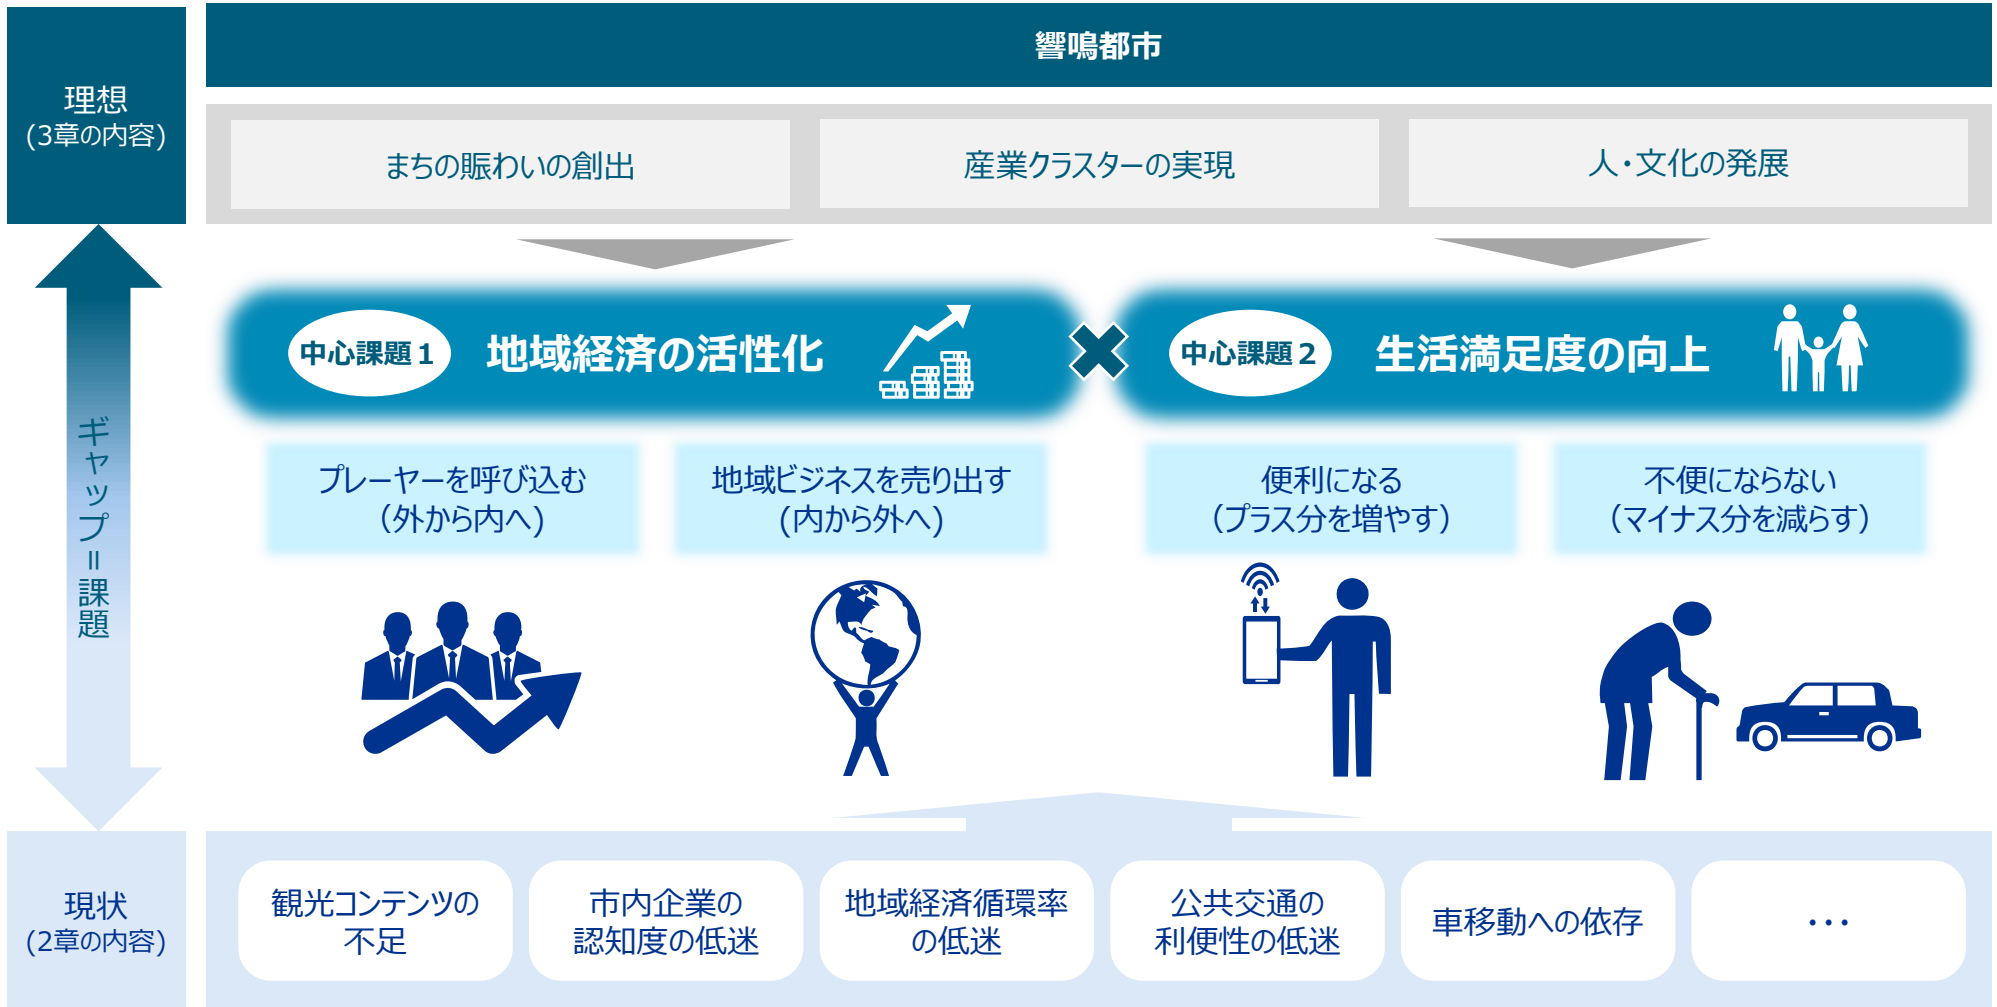 理想
(3章の内容)
響鳴都市
まちの賑わいの創出
産業クラスターの実現
人・文化の発展
ギャップ=課題
中心課題1
地域経済の活性化
中心課題2
生活満足度の向上
プレーヤーを呼び込む
(外から内へ)
地域ビジネスを売り出す
(内から外へ)
便利になる
(プラス分を増やす)
不便にならない
(マイナス分を減らす)
現状
(2章の内容)
観光コンテンツの
不足
市内企業の
認知度の低迷
地域経済循環率
の低迷
公共交通の
利便性の低迷
車移動への依存
・・・